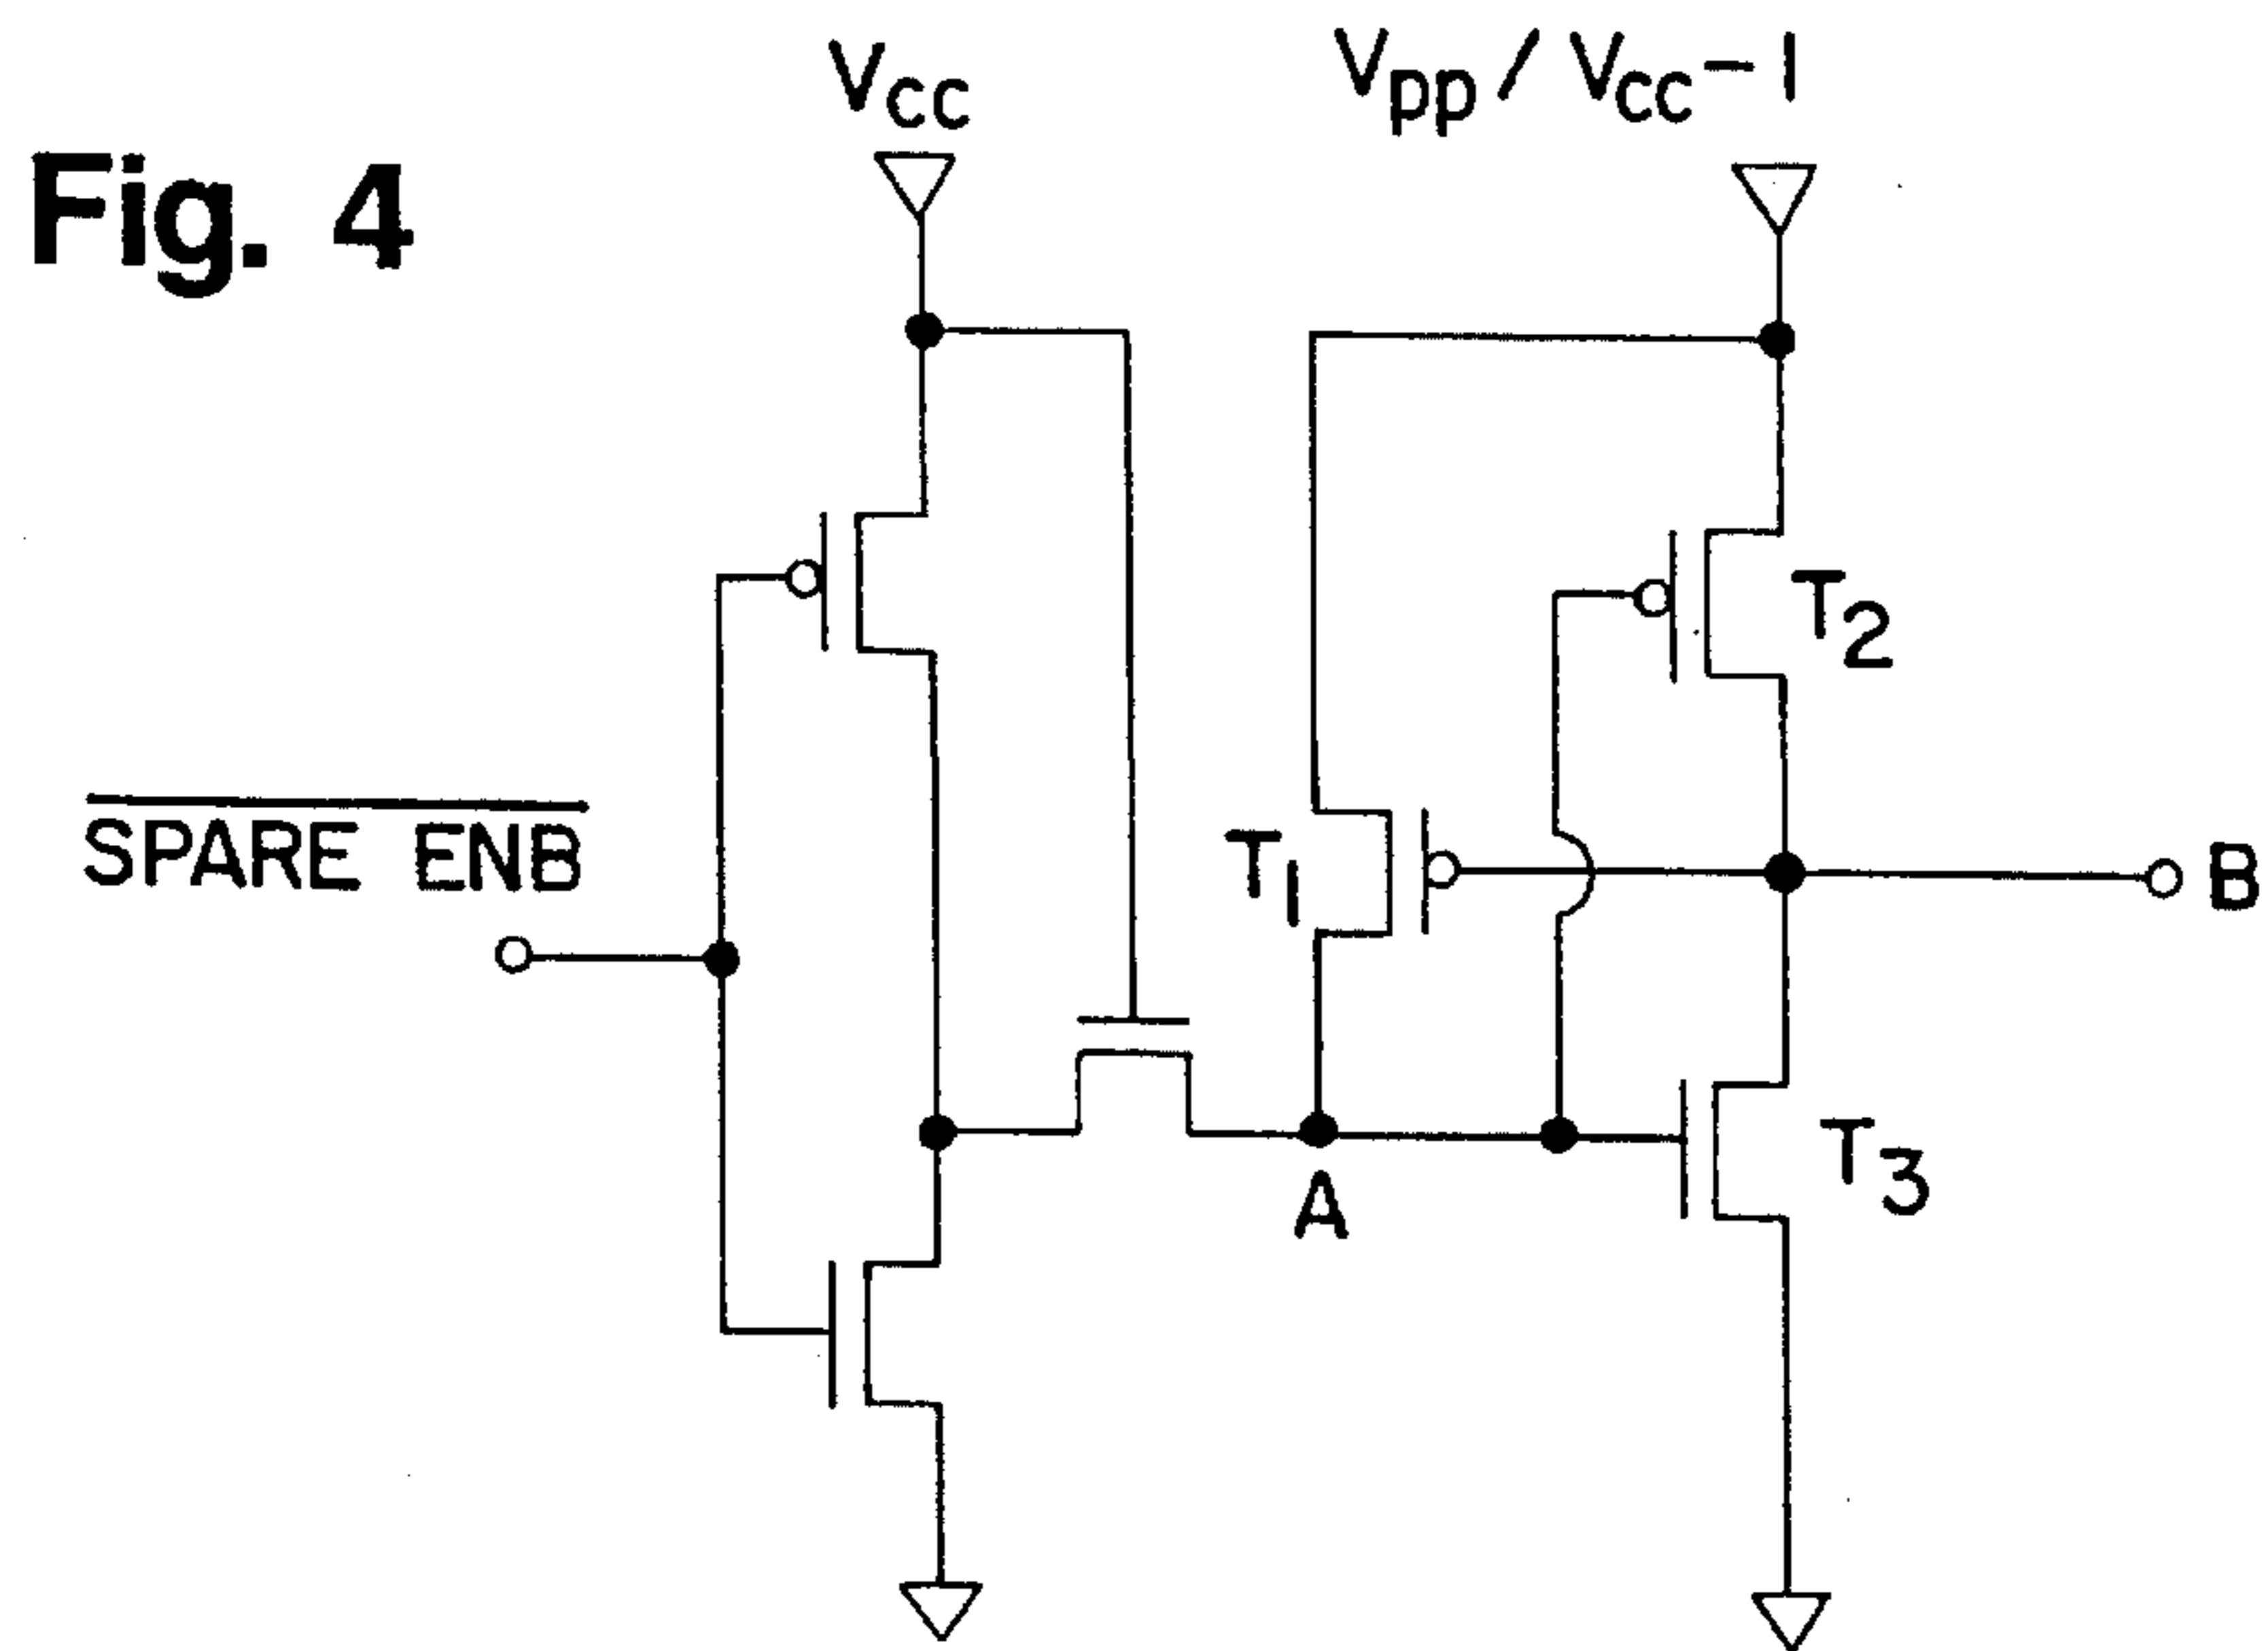 Fig. 4
VCC
Vpp / VCC-1
T2
SPARE ENB
T1
B
A
T3